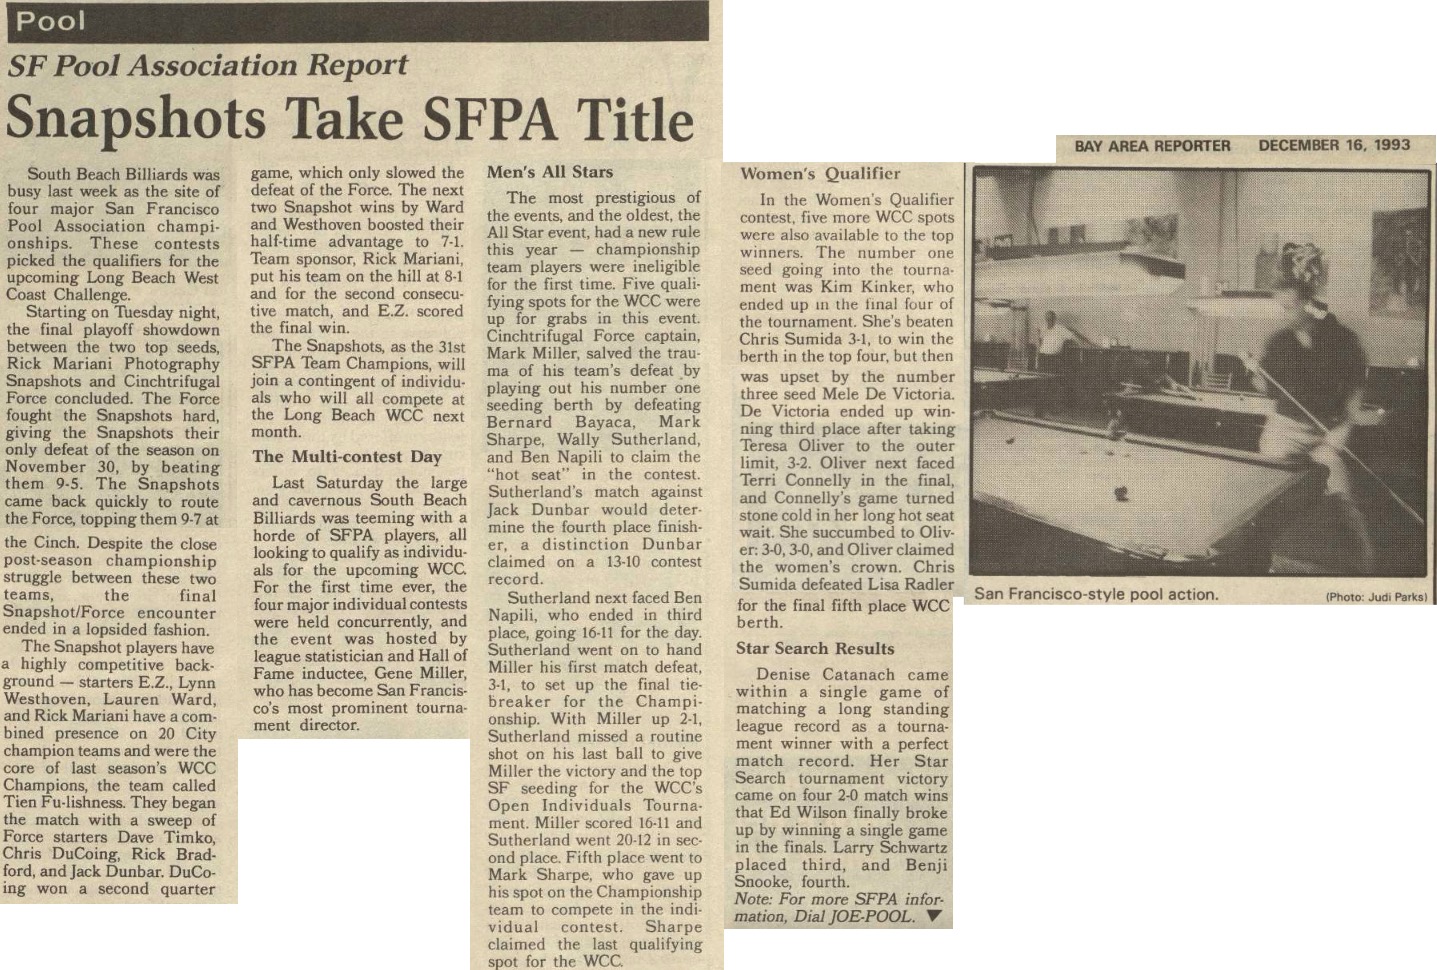 Pool
SF Pool Association Report
Snapshots Take SFPA Title
South Beach Billiards was
busy last week as the site of
four major San Francisco
Pool Association champi-
onships. These contests
picked the qualifiers for the
upcoming Long Beach West
Coast Challenge.
Starting on Tuesday night,
the final playoff showdown
between the two top seeds,
Rick Mariani Photography
Snapshots and Cinchtrifugal
Force concluded. The Force
fought the Snapshots hard,
giving the Snapshots their
only defeat of the season on
November 30, by beating
them 9-5. The Snapshots
came back quickly to route
the Force, topping them 9-7 at
the Cinch. Despite the close
post-season championship
struggle between these two
teams, the final
Snapshot/Force encounter
ended in a lopsided fashion.
The Snapshot players have
a highly competitive back-
ground — starters E.Z., Lynn
Westhoven, Lauren Ward,
and Rick Mariani have a com-
bined presence on 20 City
champion teams and were the
core of last season's WCC
Champions, the team called
Tien Fu-lishness. They began
the match with a sweep of
Force starters Dave Timko,
Chris DuCoing, Rick Brad-
ford, and Jack Dunbar. DuCo-
ing won a second quarter
game, which only slowed the
defeat of the Force. The next
two Snapshot wins by Ward
and Westhoven boosted their
half-time advantage to 7-1.
Team sponsor, Rick Mariani,
put his team on the hill at 8-1
and for the second consecu-
tive match, and E.Z. scored
the final win.
The Snapshots, as the 31st
SFPA Team Champions, will
join a contingent of individu-
als who will all compete at
the Long Beach WCC next
month.
The Multi-contest Day
Last Saturday the large
and cavernous South Beach
Billiards was teeming with a
horde of SFPA players, all
looking to qualify as individu-
als for the upcoming WCC.
For the first time ever, the
four major individual contests
were held concurrently, and
the event was hosted by
league statistician and Hall of
Fame inductee, Gene Miller,
who has become San Francis-
co's most prominent tourna-
ment director.
Men's All Stars
The most prestigious of
the events, and the oldest, the
All Star event, had a new rule
this year — championship
team players were ineligible
for the first time. Five quali-
fying spots for the WCC were
up for grabs in this event.
Cinchtrifugal Force captain,
Mark Miller, salved the trau-
ma of his team's defeat by
playing out his number one
seeding berth by defeating
Bernard Bayaca, Mark
Sharpe, Wally Sutherland,
and Ben Napili to claim the
"hot seat" in the contest.
Sutherland's match against
Jack Dunbar would deter-
mine the fourth place finish-
er, a distinction Dunbar
claimed on a 13-10 contest
record.
Sutherland next faced Ben
Napili, who ended in third
place, going 16-11 for the day.
Sutherland went on to hand
Miller his first match defeat,
3-1, to set up the final tie-
breaker for the Champi-
onship. With Miller up 2-1,
Sutherland missed a routine
shot on his last ball to give
Miller the victory and the top
SF seeding for the WCC's
Open Individuals Tourna-
ment. Miller scored 16-11 and
Sutherland went 20-12 in sec-
ond place. Fifth place went to
Mark Sharpe, who gave up
his spot on the Championship
team to compete in the indi-
vidual contest. Sharpe
claimed the last qualifying
spot for the WCC.
Women's Qualifier
In the Women's Qualifier
contest, five more WCC spots
were also available to the top
winners. The number one
seed going into the tourna-
ment was Kim Kinker, who
ended up in the final four of
the tournament. She's beaten
Chris Sumida 3-1, to win the
berth in the top four, but then
was upset by the number
three seed Mele De Victoria.
De Victoria ended up win-
ning third place after taking
Teresa Oliver to the outer
limit, 3-2. Oliver next faced
Terri Connelly in the final,
and Connelly's game turned
stone cold in her long hot seat
wait. She succumbed to Oliv-
er: 3-0, 3-0, and Oliver claimed
the women's crown. Chris
Sumida defeated Lisa Radler
for the final fifth place WCC
berth.
Star Search Results
Denise Catanach came
within a single game of
matching a long standing
league record as a tourna-
ment winner with a perfect
match record. Her Star
Search tournament victory
came on four 2-0 match wins
that Ed Wilson finally broke
up by winning a single game
in the finals. Larry Schwartz
placed third, and Benji
Snooke, fourth.
Note: For more SFPA infor-
mation, Dial JOE-POOL. ▼
BAY AREA REPORTER DECEMBER 16, 1993
San Francisco-style pool action. (Photo: Judi Parks)